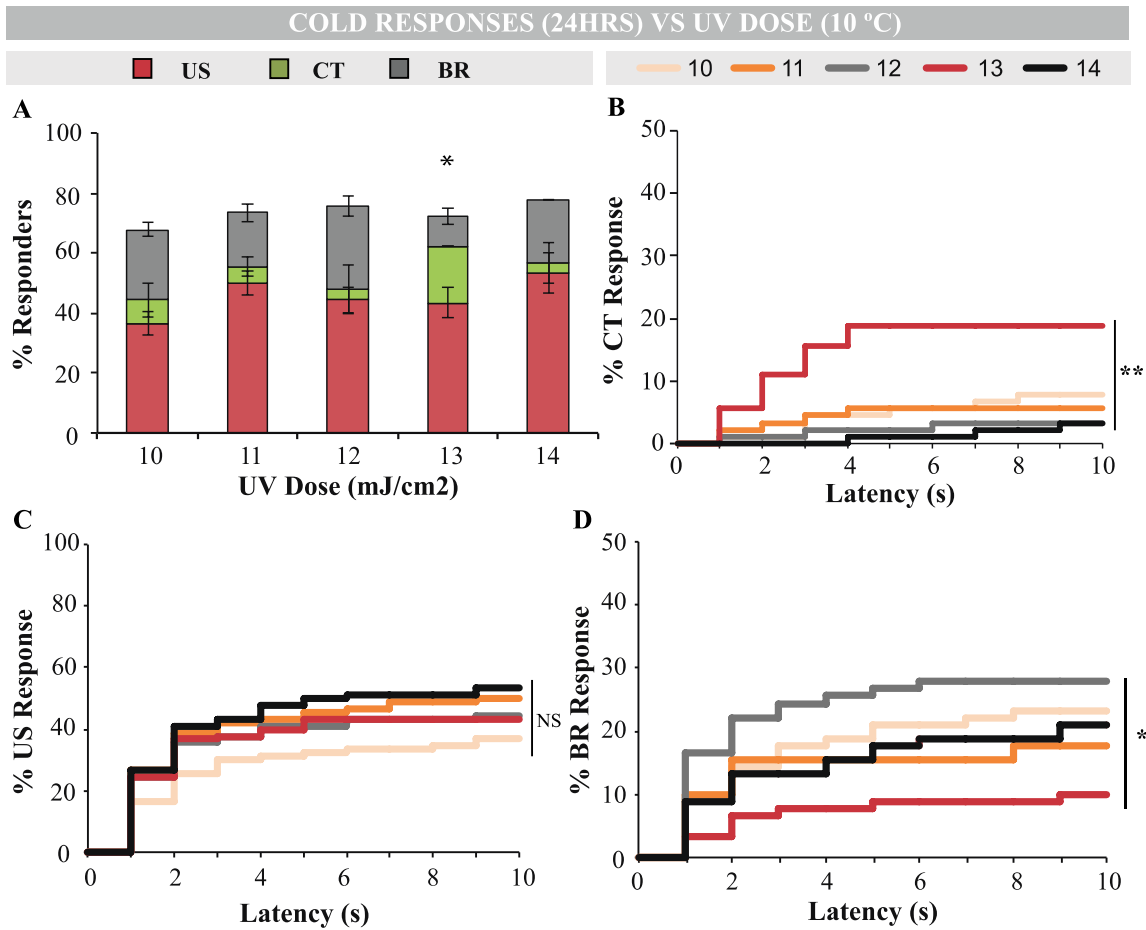 COLD RESPONSES (24HRS) VS UV DOSE (10 ºC)
US CT BR
10 11 12 13 14
A
100
80
60
40
20
0
% Responders
*
10 11 12 13 14
UV Dose (mJ/cm2)
B
50
40
30
20
10
0
% CT Response
**
0 2 4 6 8 10
Latency (s)
C
100
80
60
40
20
0
% US Response
NS
0 2 4 6 8 10
Latency (s)
D
50
40
30
20
10
0
% BR Response
*
0 2 4 6 8 10
Latency (s)